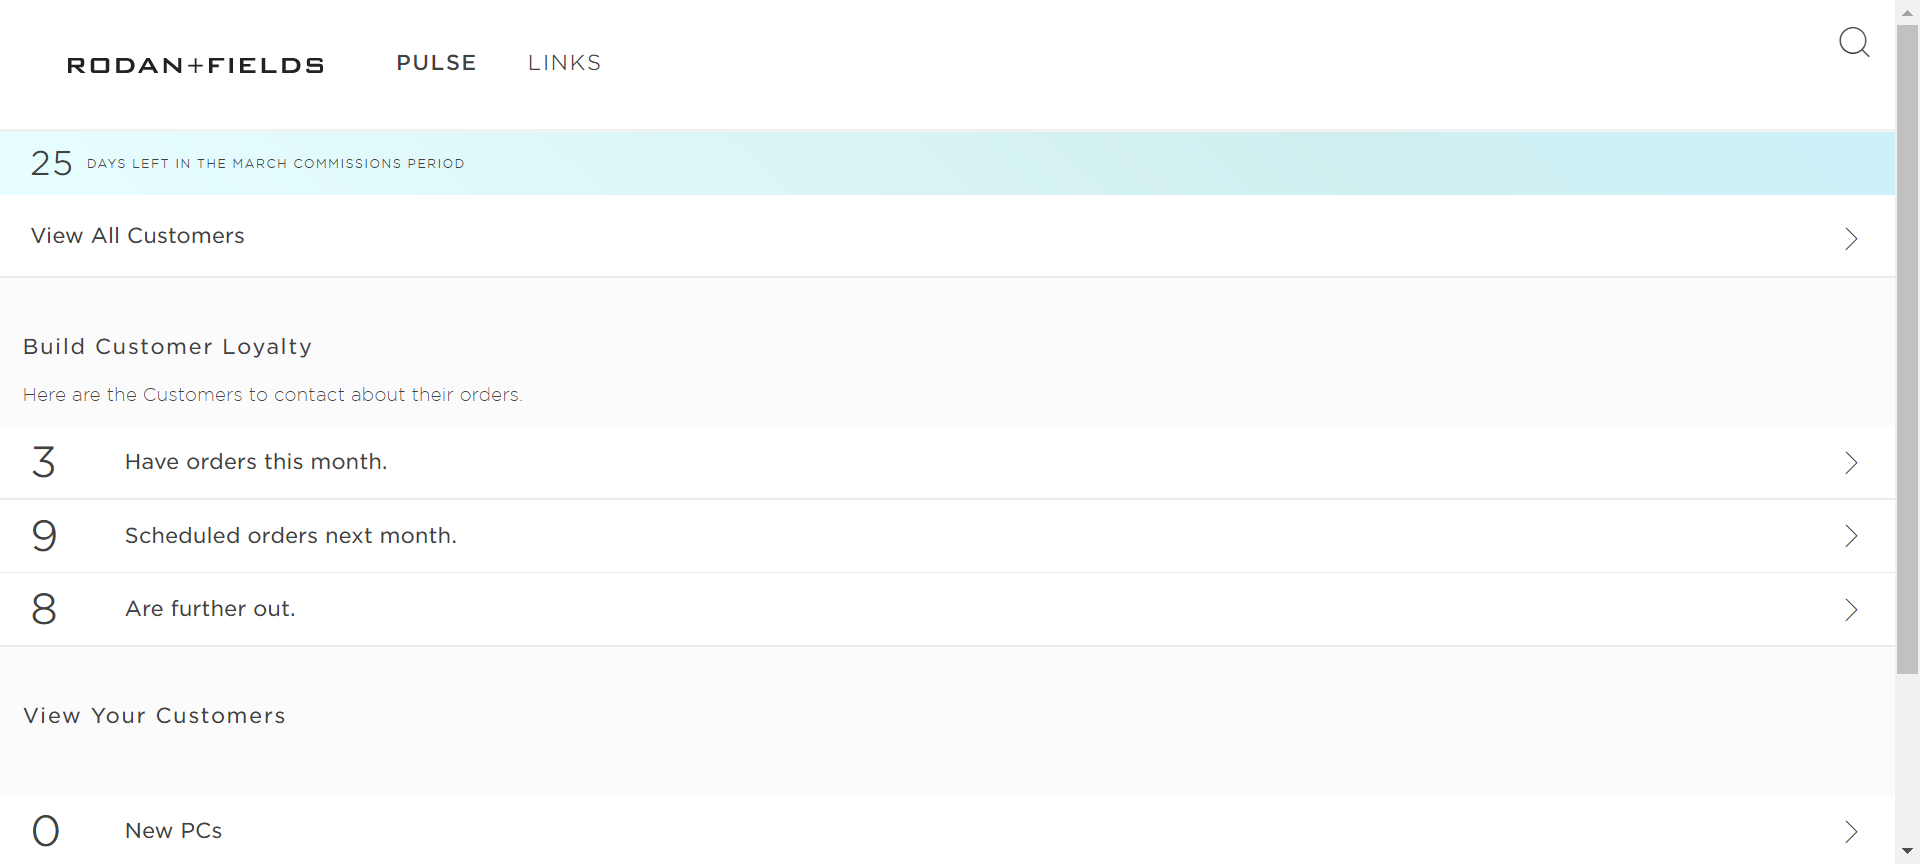 RODAN+FIELDS PULSE LINKS
25 DAYS LEFT IN THE MARCH COMMISSIONS PERIOD
View All Customers
Build Customer Loyalty
Here are the Customers to contact about their orders.
3 Have orders this month.
9 Scheduled orders next month.
8 Are further out.
View Your Customers
0 New PCs